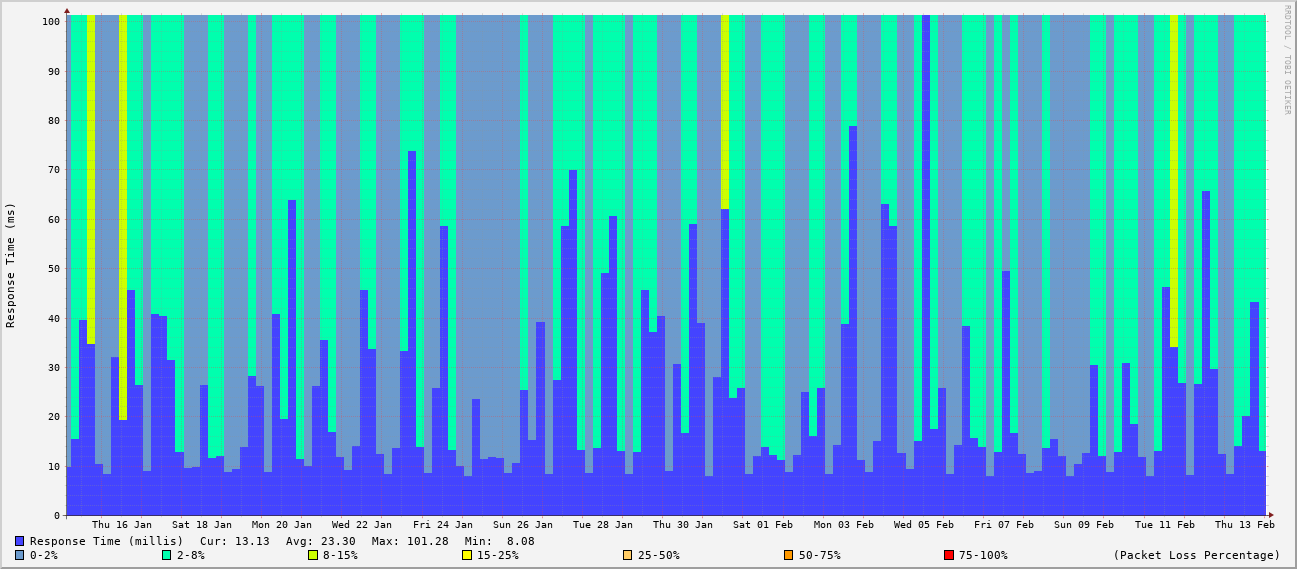 RRDTOOL / TOBI OETIKER
Response Time (ms)
100
90
80
70
60
50
40
30
20
10
0
Thu 16 Jan Sat 18 Jan Mon 20 Jan Wed 22 Jan Fri 24 Jan Sun 26 Jan Tue 28 Jan Thu 30 Jan Sat 01 Feb Mon 03 Feb Wed 05 Feb Fri 07 Feb Sun 09 Feb Tue 11 Feb Thu 13 Feb
Response Time (millis) Cur: 13.13 Avg: 23.30 Max: 101.28 Min: 8.08
0-2% 2-8% 8-15% 15-25% 25-50% 50-75% 75-100% (Packet Loss Percentage)